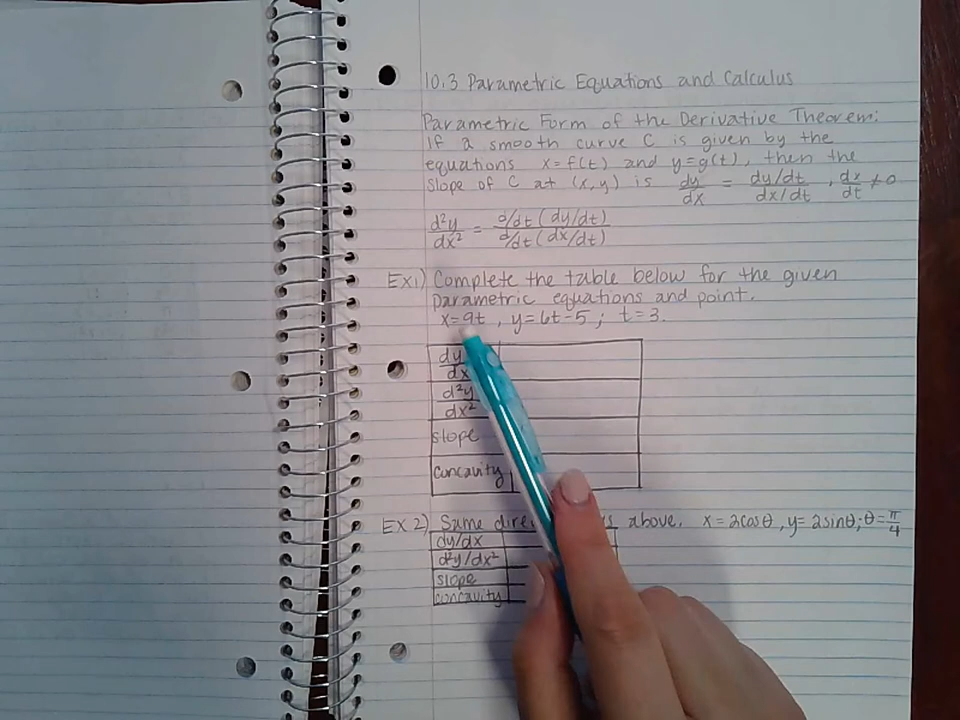 10.3 Parametric Equations and Calculus
Parametric Form of the Derivative Theorem:
If a smooth curve C is given by the
equations x=f(t) and y=g(t), then the
slope of C at (x,y) is dy/dx = (dy/dt)/(dx/dt), dx/dt ≠ 0
d²y/dx² = d/dt (dy/dt) / d/dt (dx/dt)
Ex1) Complete the table below for the given
parametric equations and point.
x=9t, y=6t-5; t=3.
dy/dx
d²y/dx²
slope
concavity
Ex 2) Same above. x=2cosθ, y=2sinθ; θ=π/4
dy/dx
d²y/dx²
slope
concavity